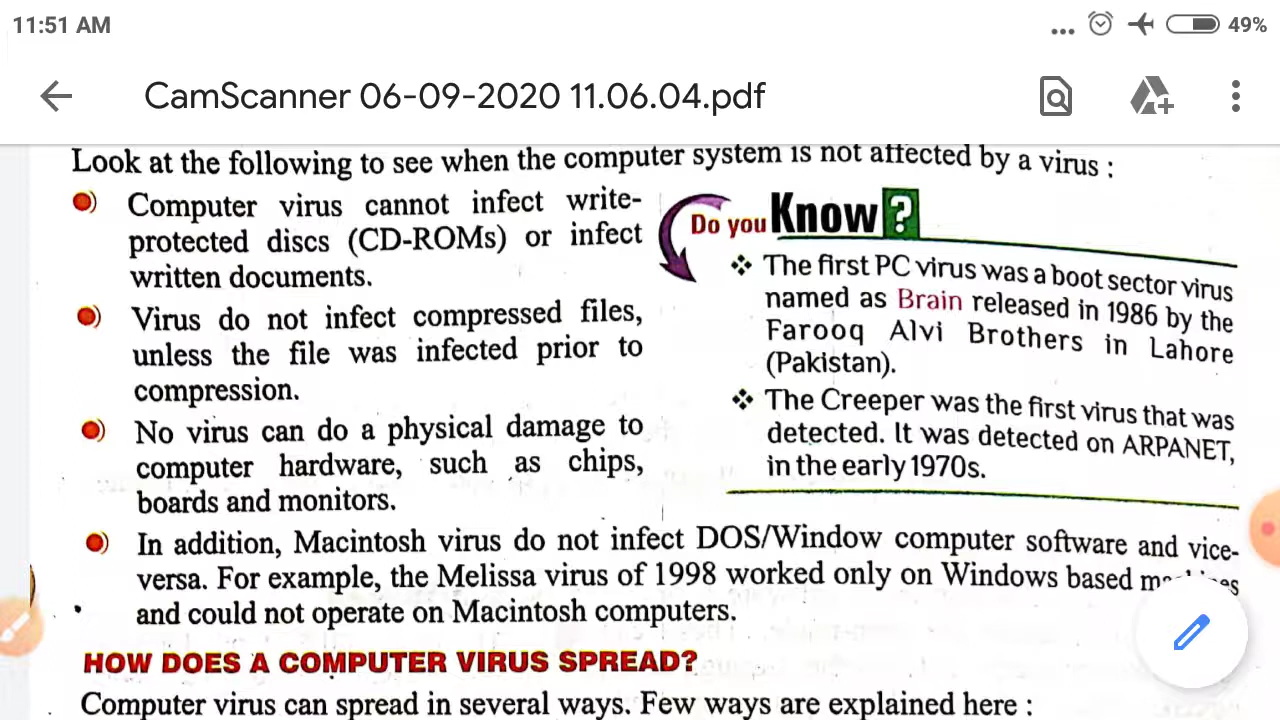 11:51 AM
... 49%
CamScanner 06-09-2020 11.06.04.pdf
Look at the following to see when the computer system is not affected by a virus :
Computer virus cannot infect write-
protected discs (CD-ROMs) or infect
written documents.
Virus do not infect compressed files,
unless the file was infected prior to
compression.
No virus can do a physical damage to
computer hardware, such as chips,
boards and monitors.
Do you Know ?
The first PC virus was a boot sector virus
named as Brain released in 1986 by the
Farooq Alvi Brothers in Lahore
(Pakistan).
The Creeper was the first virus that was
detected. It was detected on ARPANET,
in the early 1970s.
In addition, Macintosh virus do not infect DOS/Window computer software and vice-
versa. For example, the Melissa virus of 1998 worked only on Windows based
and could not operate on Macintosh computers.
HOW DOES A COMPUTER VIRUS SPREAD?
Computer virus can spread in several ways. Few ways are explained here :